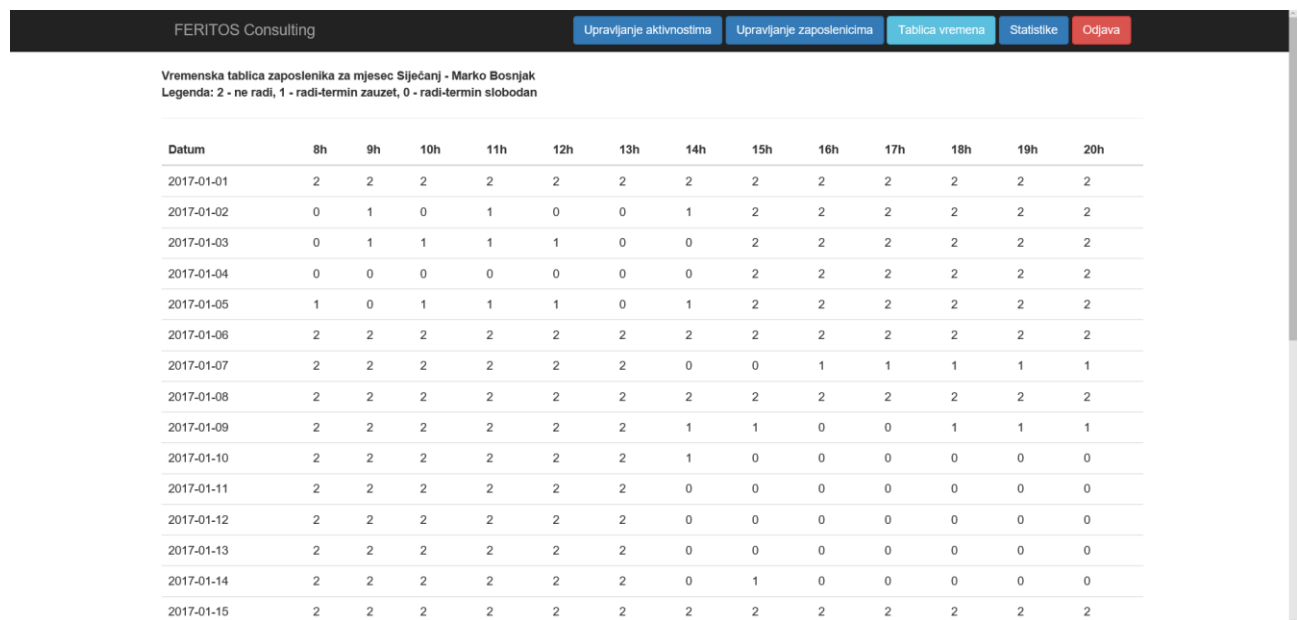 FERITOS Consulting Upravljanje aktivnostima Upravljanje zaposlenicima Tablica vremena Statistike Odjava
Vremenska tablica zaposlenika za mjesec Siječanj - Marko Bosnjak
Legenda: 2 - ne radi, 1 - radi-termin zauzet, 0 - radi-termin slobodan
Datum 8h 9h 10h 11h 12h 13h 14h 15h 16h 17h 18h 19h 20h
2017-01-01 2 2 2 2 2 2 2 2 2 2 2 2 2
2017-01-02 0 1 0 1 0 0 1 2 2 2 2 2 2
2017-01-03 0 1 1 1 1 0 0 2 2 2 2 2 2
2017-01-04 0 0 0 0 0 0 0 2 2 2 2 2 2
2017-01-05 1 0 1 1 1 0 1 2 2 2 2 2 2
2017-01-06 2 2 2 2 2 2 2 2 2 2 2 2 2
2017-01-07 2 2 2 2 2 2 0 0 1 1 1 1 1
2017-01-08 2 2 2 2 2 2 2 2 2 2 2 2 2
2017-01-09 2 2 2 2 2 2 1 1 0 0 1 1 1
2017-01-10 2 2 2 2 2 2 1 0 0 0 0 0 0
2017-01-11 2 2 2 2 2 2 0 0 0 0 0 0 0
2017-01-12 2 2 2 2 2 2 0 0 0 0 0 0 0
2017-01-13 2 2 2 2 2 2 0 0 0 0 0 0 0
2017-01-14 2 2 2 2 2 2 0 1 0 0 0 0 0
2017-01-15 2 2 2 2 2 2 2 2 2 2 2 2 2